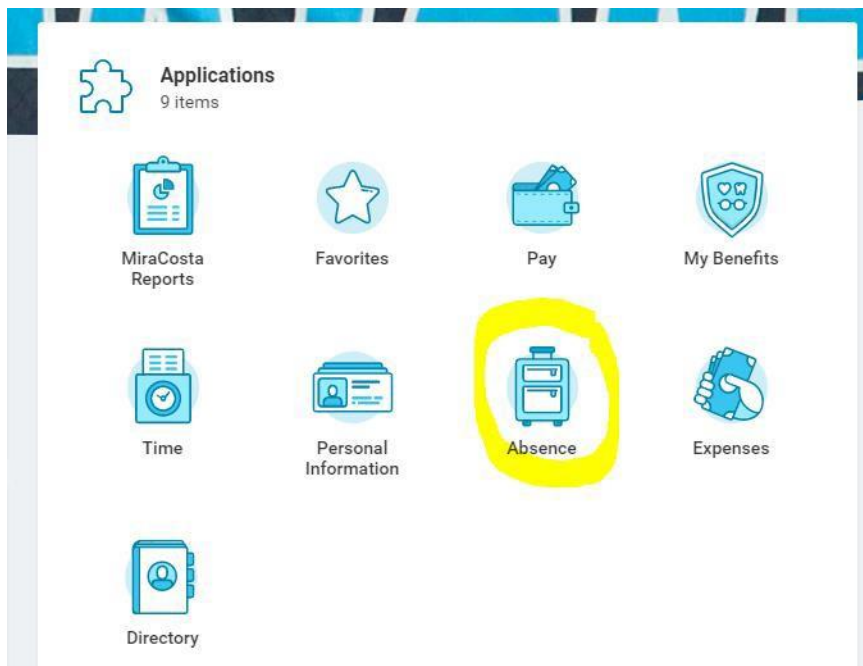 Applications
9 items
MiraCosta
Reports
Favorites
Pay
My Benefits
Time
Personal
Information
Absence
Expenses
Directory